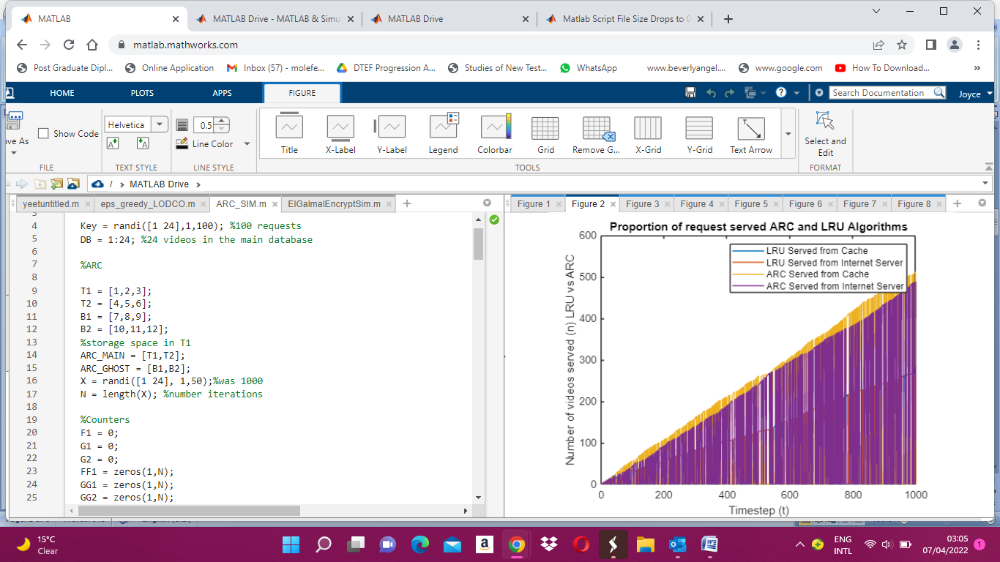 MATLAB
MATLAB Drive - MATLAB & Simu
MATLAB Drive
Matlab Script File Size Drops to 0
matlab.mathworks.com
Post Graduate Dipl...
Online Application
Inbox (57) - molefe...
DTEF Progression A...
Studies of New Test...
WhatsApp
www.beverlyangel....
www.google.com
How To Download...
»
HOME
PLOTS
APPS
FIGURE
Search Documentation
Joyce
ve As
Show Code
Helvetica
0.5
Line Color
Title
X-Label
Y-Label
Legend
Colorbar
Grid
Remove G...
X-Grid
Y-Grid
Text Arrow
Select and
Edit
FILE
TEXT STYLE
LINE STYLE
TOOLS
FORMAT
/ > MATLAB Drive >
yeetuntitled.m
eps_greedy_LODCO.m
ARC_SIM.m
ElGalmalEncryptSim.m
4 Key = randi([1 24],1,100); %100 requests
5 DB = 1:24; %24 videos in the main database
6
7 %ARC
8
9 T1 = [1,2,3];
10 T2 = [4,5,6];
11 B1 = [7,8,9];
12 B2 = [10,11,12];
13 %storage space in T1
14 ARC_MAIN = [T1,T2];
15 ARC_GHOST = [B1,B2];
16 X = randi([1 24], 1,50);%was 1000
17 N = length(X); %number iterations
18
19 %Counters
20 F1 = 0;
21 G1 = 0;
22 G2 = 0;
23 FF1 = zeros(1,N);
24 GG1 = zeros(1,N);
25 GG2 = zeros(1,N);
Figure 1
Figure 2
Figure 3
Figure 4
Figure 5
Figure 6
Figure 7
Figure 8
Proportion of request served ARC and LRU Algorithms
LRU Served from Cache
LRU Served from Internet Server
ARC Served from Cache
ARC Served from Internet Server
Number of videos served (n) LRU vs ARC
600
500
400
300
200
100
0
0 200 400 600 800 1000
Timestep (t)
15°C
Clear
ENG
INTL
03:05
07/04/2022
1